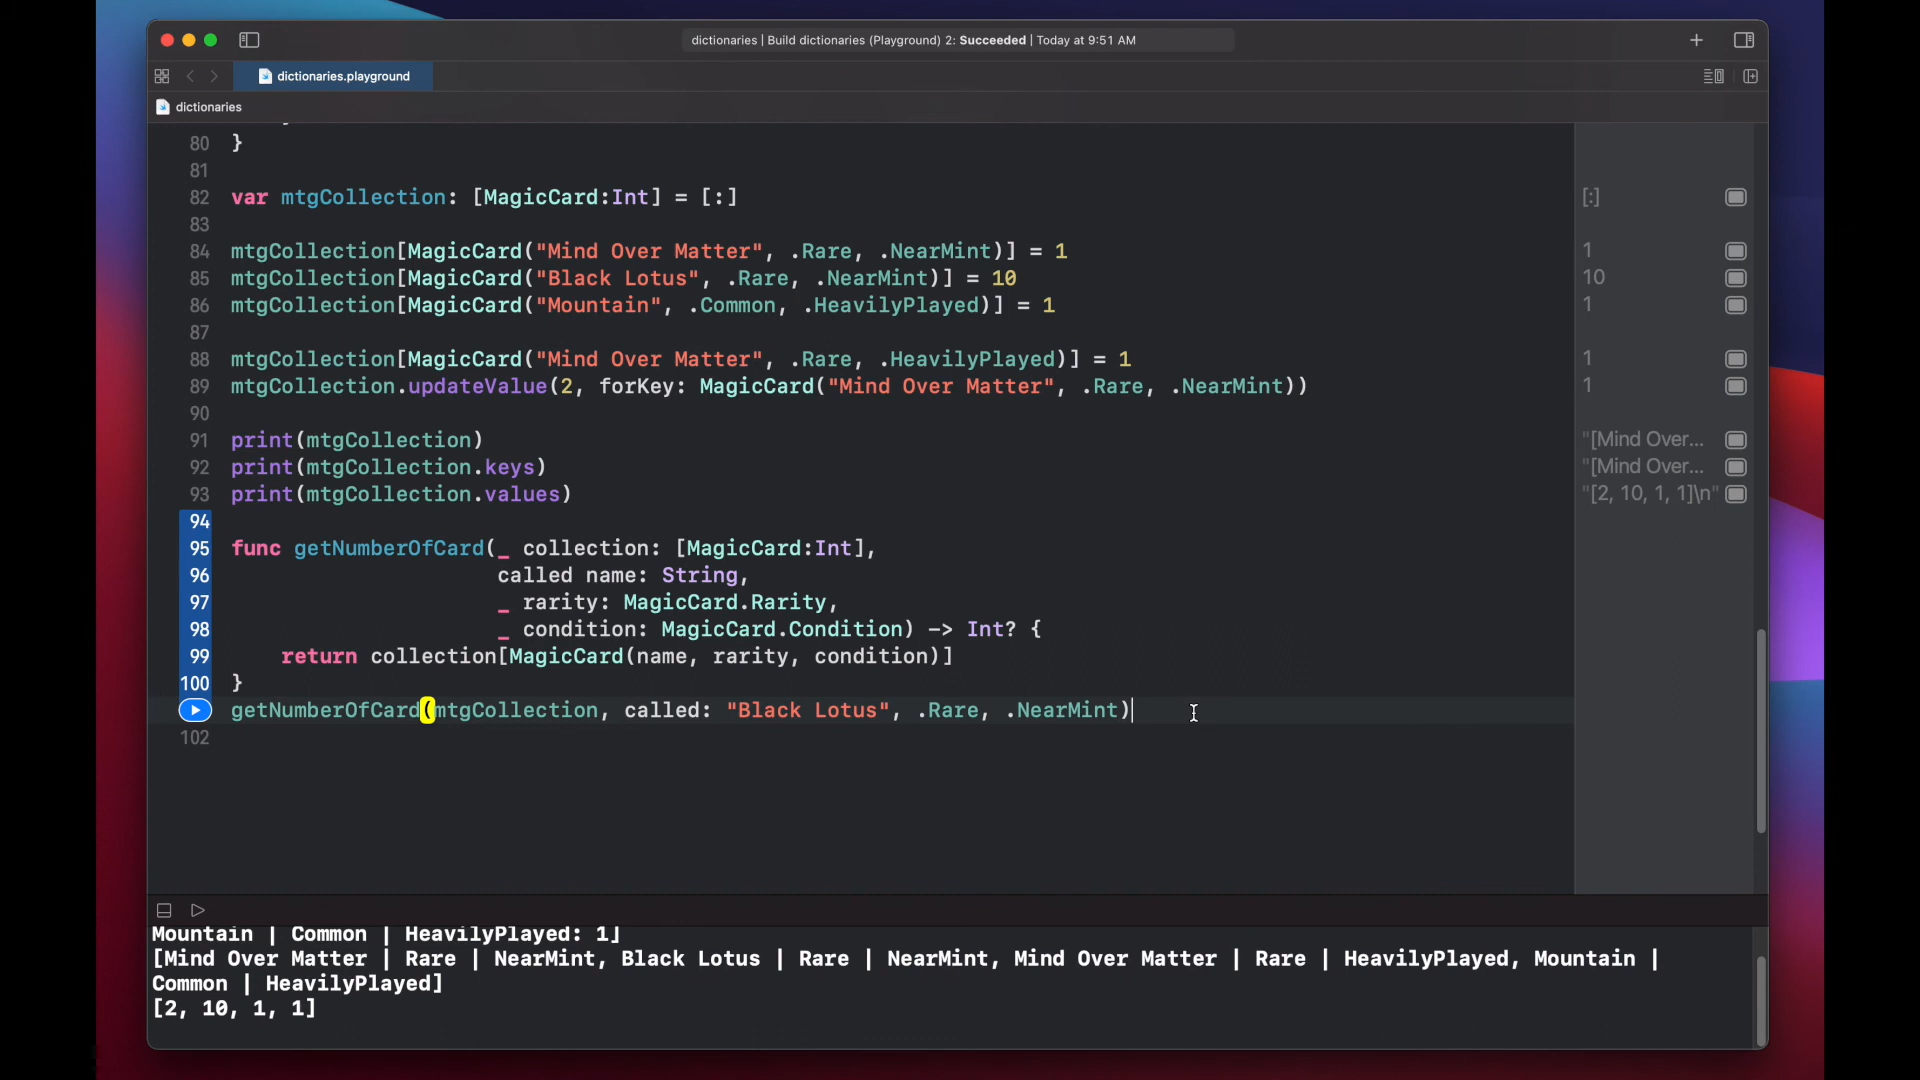 dictionaries | Build dictionaries (Playground) 2: Succeeded | Today at 9:51 AM
dictionaries.playground
dictionaries
80 }
81
82 var mtgCollection: [MagicCard:Int] = [:] [:]
83
84 mtgCollection[MagicCard("Mind Over Matter", .Rare, .NearMint)] = 1 1
85 mtgCollection[MagicCard("Black Lotus", .Rare, .NearMint)] = 10 10
86 mtgCollection[MagicCard("Mountain", .Common, .HeavilyPlayed)] = 1 1
87
88 mtgCollection[MagicCard("Mind Over Matter", .Rare, .HeavilyPlayed)] = 1 1
89 mtgCollection.updateValue(2, forKey: MagicCard("Mind Over Matter", .Rare, .NearMint)) 1
90
91 print(mtgCollection) "[Mind Over...
92 print(mtgCollection.keys) "[Mind Over...
93 print(mtgCollection.values) "[2, 10, 1, 1]\n"
94
95 func getNumberOfCard(_ collection: [MagicCard:Int],
96 called name: String,
97 _ rarity: MagicCard.Rarity,
98 _ condition: MagicCard.Condition) -> Int? {
99 return collection[MagicCard(name, rarity, condition)]
100 }
getNumberOfCard(mtgCollection, called: "Black Lotus", .Rare, .NearMint)
102
Mountain | Common | HeavilyPlayed: 1]
[Mind Over Matter | Rare | NearMint, Black Lotus | Rare | NearMint, Mind Over Matter | Rare | HeavilyPlayed, Mountain |
Common | HeavilyPlayed]
[2, 10, 1, 1]